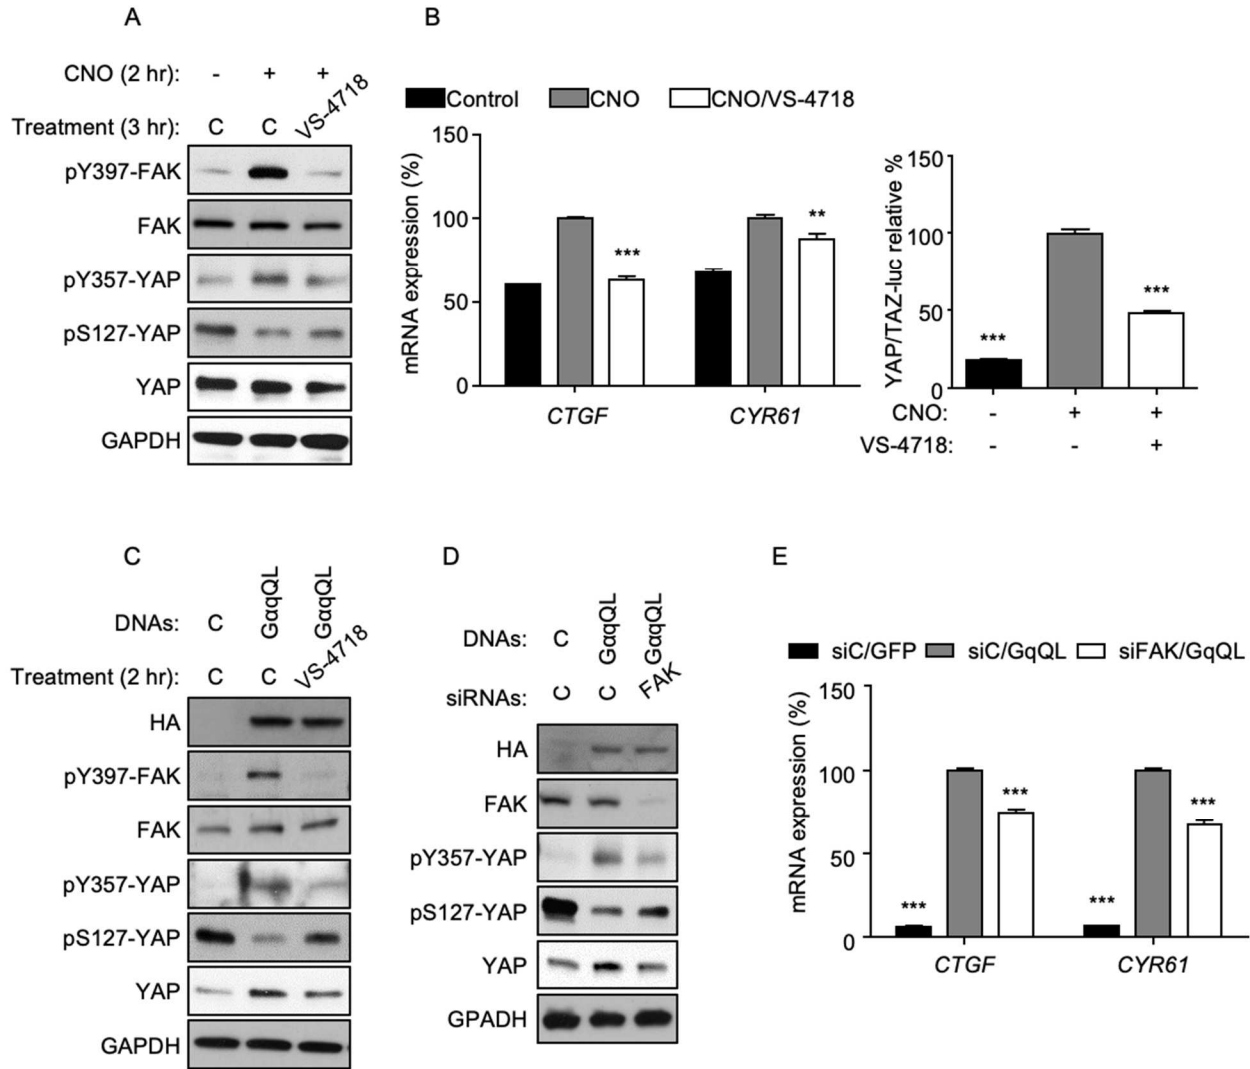 A
CNO (2 hr): - + +
Treatment (3 hr): C C VS-4718
pY397-FAK
FAK
pY357-YAP
pS127-YAP
YAP
GAPDH
B
Control CNO CNO/VS-4718
mRNA expression (%)
150
100
50
0
*** **
CTGF CYR61
YAP/TAZ-luc relative %
150
100
50
0
*** ***
CNO: - + +
VS-4718: - - +
C
DNAs: C GαqQL GαqQL
Treatment (2 hr): C C VS-4718
HA
pY397-FAK
FAK
pY357-YAP
pS127-YAP
YAP
GAPDH
D
DNAs: C GαqQL GαqQL
siRNAs: C C FAK
HA
FAK
pY357-YAP
pS127-YAP
YAP
GPADH
E
siC/GFP siC/GqQL siFAK/GqQL
mRNA expression (%)
150
100
50
0
*** *** *** ***
CTGF CYR61